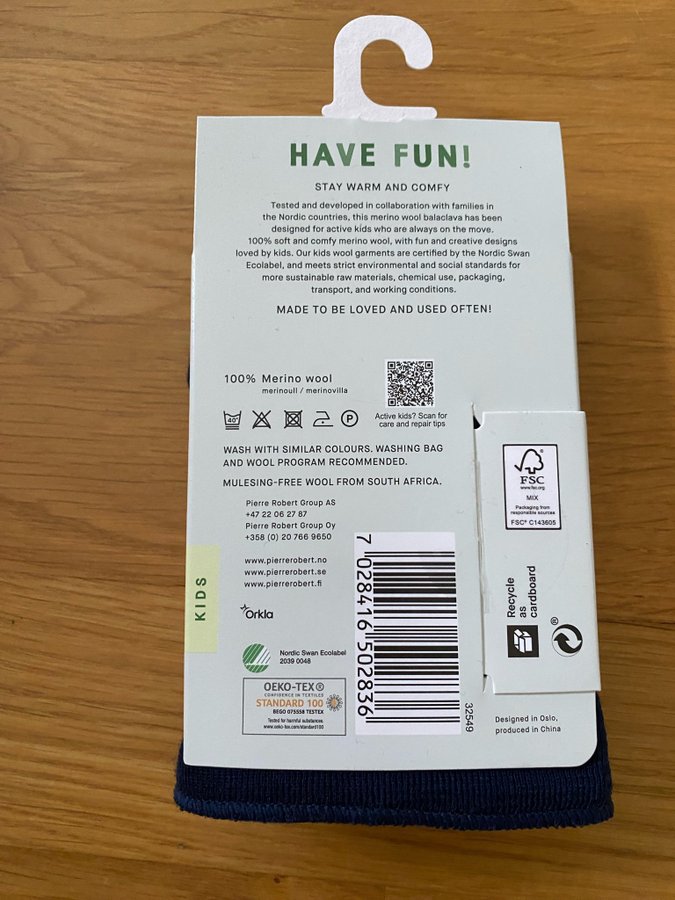 HAVE FUN!
STAY WARM AND COMFY
Tested and developed in collaboration with families in
the Nordic countries, this merino wool balaclava has been
designed for active kids who are always on the move.
100% soft and comfy merino wool, with fun and creative designs
loved by kids. Our kids wool garments are certified by the Nordic Swan
Ecolabel, and meets strict environmental and social standards for
more sustainable raw materials, chemical use, packaging,
transport, and working conditions.
MADE TO BE LOVED AND USED OFTEN!
100% Merino wool
merinoull / merinovilla
40°
P
Active kids? Scan for
care and repair tips
WASH WITH SIMILAR COLOURS. WASHING BAG
AND WOOL PROGRAM RECOMMENDED.
MULESING-FREE WOOL FROM SOUTH AFRICA.
Pierre Robert Group AS
+47 22 06 27 87
Pierre Robert Group Oy
+358 (0) 20 766 9650
www.pierrerobert.no
www.pierrerobert.se
www.pierrerobert.fi
KIDS
Orkla
Nordic Swan Ecolabel
2039 0048
OEKO-TEX®
CONFIDENCE IN TEXTILES
STANDARD 100
BEGO 075558 TESTEX
Tested for harmful substances.
www.oeko-tex.com/standard100
7 028416 502836
32549
FSC
www.fsc.org
MIX
Packaging from
responsible sources
FSC® C143605
Recycle
as
cardboard
®
Designed in Oslo,
produced in China